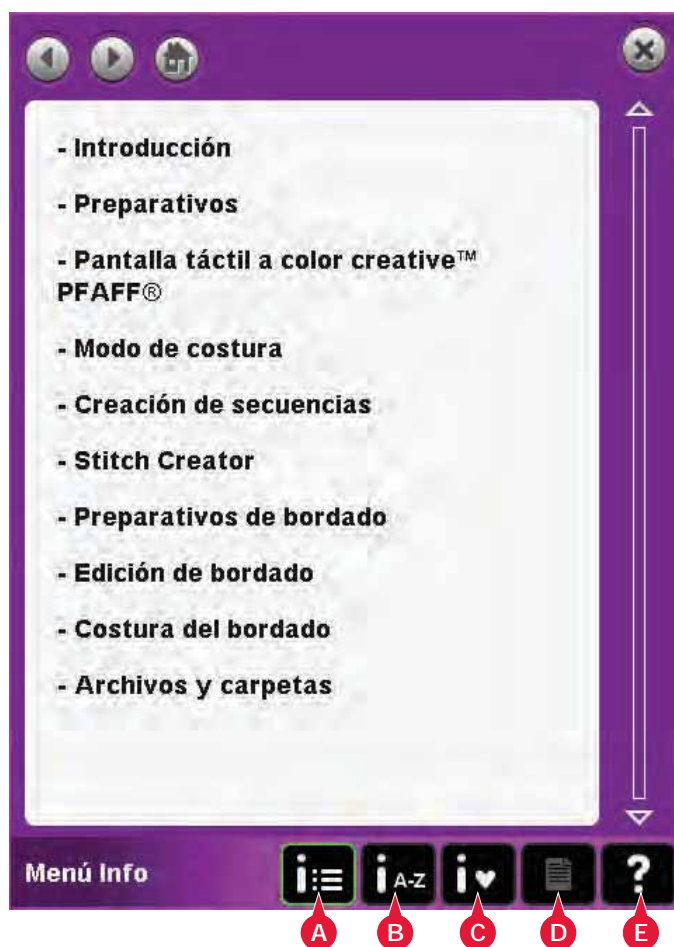 - Introducción
- Preparativos
- Pantalla táctil a color creative™
PFAFF®
- Modo de costura
- Creación de secuencias
- Stitch Creator
- Preparativos de bordado
- Edición de bordado
- Costura del bordado
- Archivos y carpetas
Menú Info
i i A-Z i ?
A B C D E